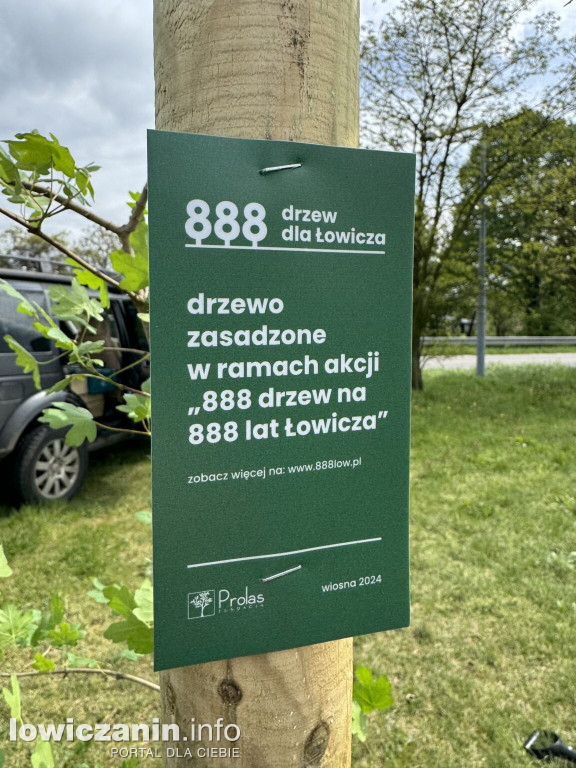 888 drzew
dla Łowicza
drzewo
zasadzone
w ramach akcji
„888 drzew na
888 lat Łowicza”
zobacz więcej na: www.888low.pl
Prolas
FUNDACJA
wiosna 2024
lowiczanin.info
PORTAL DLA CIEBIE